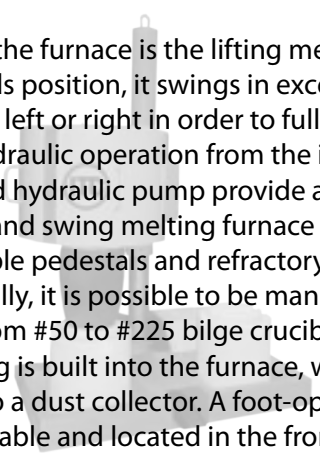 the furnace is the lifting me
ls position, it swings in exce
left or right in order to full
draulic operation from the i
d hydraulic pump provide a
and swing melting furnace
ole pedestals and refractory
lly, it is possible to be man
om #50 to #225 bilge crucib
g is built into the furnace, w
o a dust collector. A foot-op
able and located in the fron